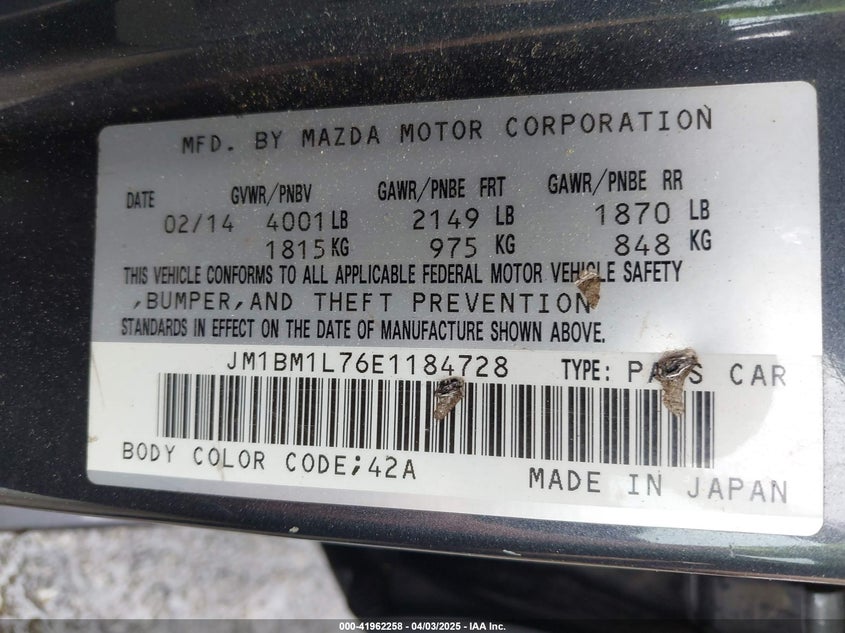 MFD. BY MAZDA MOTOR CORPORATION
DATE GVWR/PNBV GAWR/PNBE FRT GAWR/PNBE RR
02/14 4001 LB 2149 LB 1870 LB
1815 KG 975 KG 848 KG
THIS VEHICLE CONFORMS TO ALL APPLICABLE FEDERAL MOTOR VEHICLE SAFETY
,BUMPER,AND THEFT PREVENTION
STANDARDS IN EFFECT ON THE DATE OF MANUFACTURE SHOWN ABOVE.
JM1BM1L76E1184728 TYPE: CAR
BODY COLOR CODE;42A MADE IN JAPAN
000-41962258 - 04/03/2025 - IAA Inc.